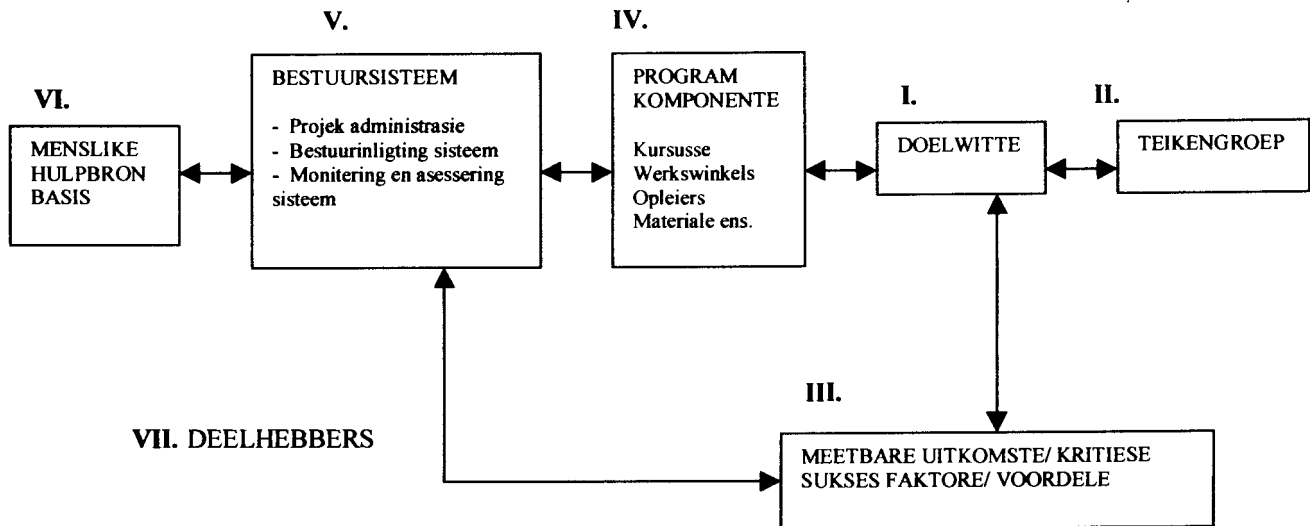 V.
IV.
BESTUURSISTEEM
- Projek administrasie
- Bestuurinligting sisteem
- Monitering en asessering
sisteem
PROGRAM
KOMPONENTE
Kursusse
Werkswinkels
Opleiers
Materiale ens.
VI.
MENSLIKE
HULPBRON
BASIS
I.
DOELWITTE
II.
TEIKENGROEP
III.
MEETBARE UITKOMSTE/ KRITIESE
SUKSES FAKTORE/ VOORDELE
VII. DEELHEBBERS